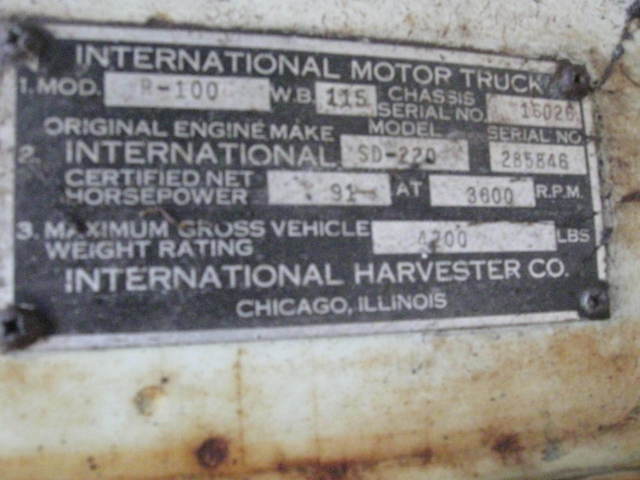 INTERNATIONAL MOTOR TRUCK
1. MOD. R-100 W.B. 115 CHASSIS SERIAL NO. 16026
ORIGINAL ENGINE MAKE MODEL SERIAL NO
2. INTERNATIONAL SD-220 285846
CERTIFIED NET HORSEPOWER 91 AT 3600 R.P.M.
3. MAXIMUM GROSS VEHICLE WEIGHT RATING 4200 LBS
INTERNATIONAL HARVESTER CO.
CHICAGO, ILLINOIS